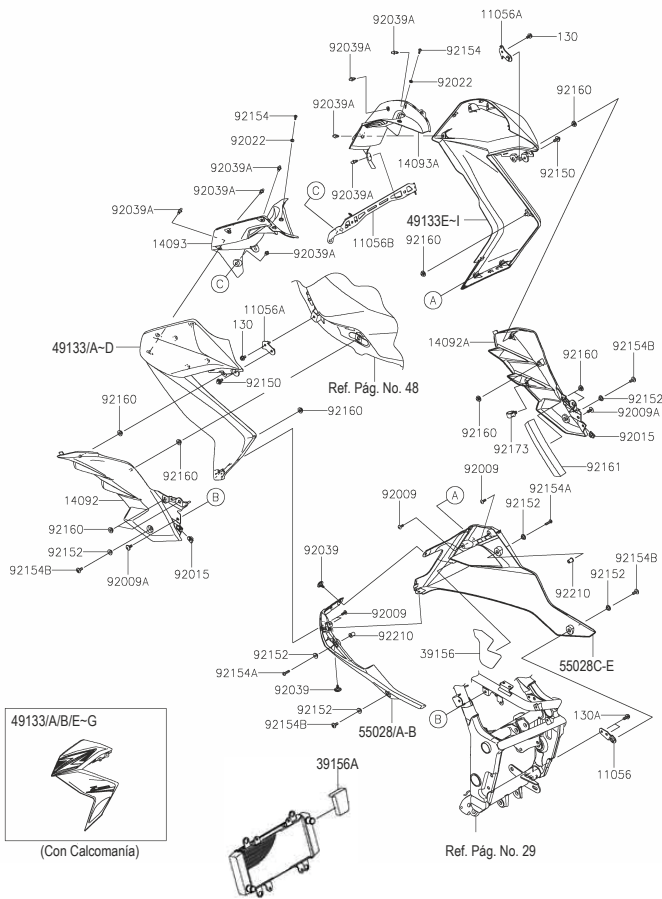 11056A
130
92039A
92154
92039A
92022
92160
92154
92039A
92022
14093A
92150
92039A
92039A
92039A
C
49133E~I
92039A
11056B
92160
14093
92039A
C
A
11056A
130
14092A
49133/A~D
92160
92154B
92150
Ref. Pág. No. 48
92152
92160
92160
92009A
92160
92173
92015
92160
92161
14092
B
92009
A
92009
92152
92154A
92160
92152
92039
92154B
92154B
92009A
92015
92152
92009
92210
92210
92152
39156
92154A
55028C-E
92039
92152
B
130A
49133/A/B/E~G
92154B
55028/A-B
39156A
11056
(Con Calcomanía)
Ref. Pág. No. 29